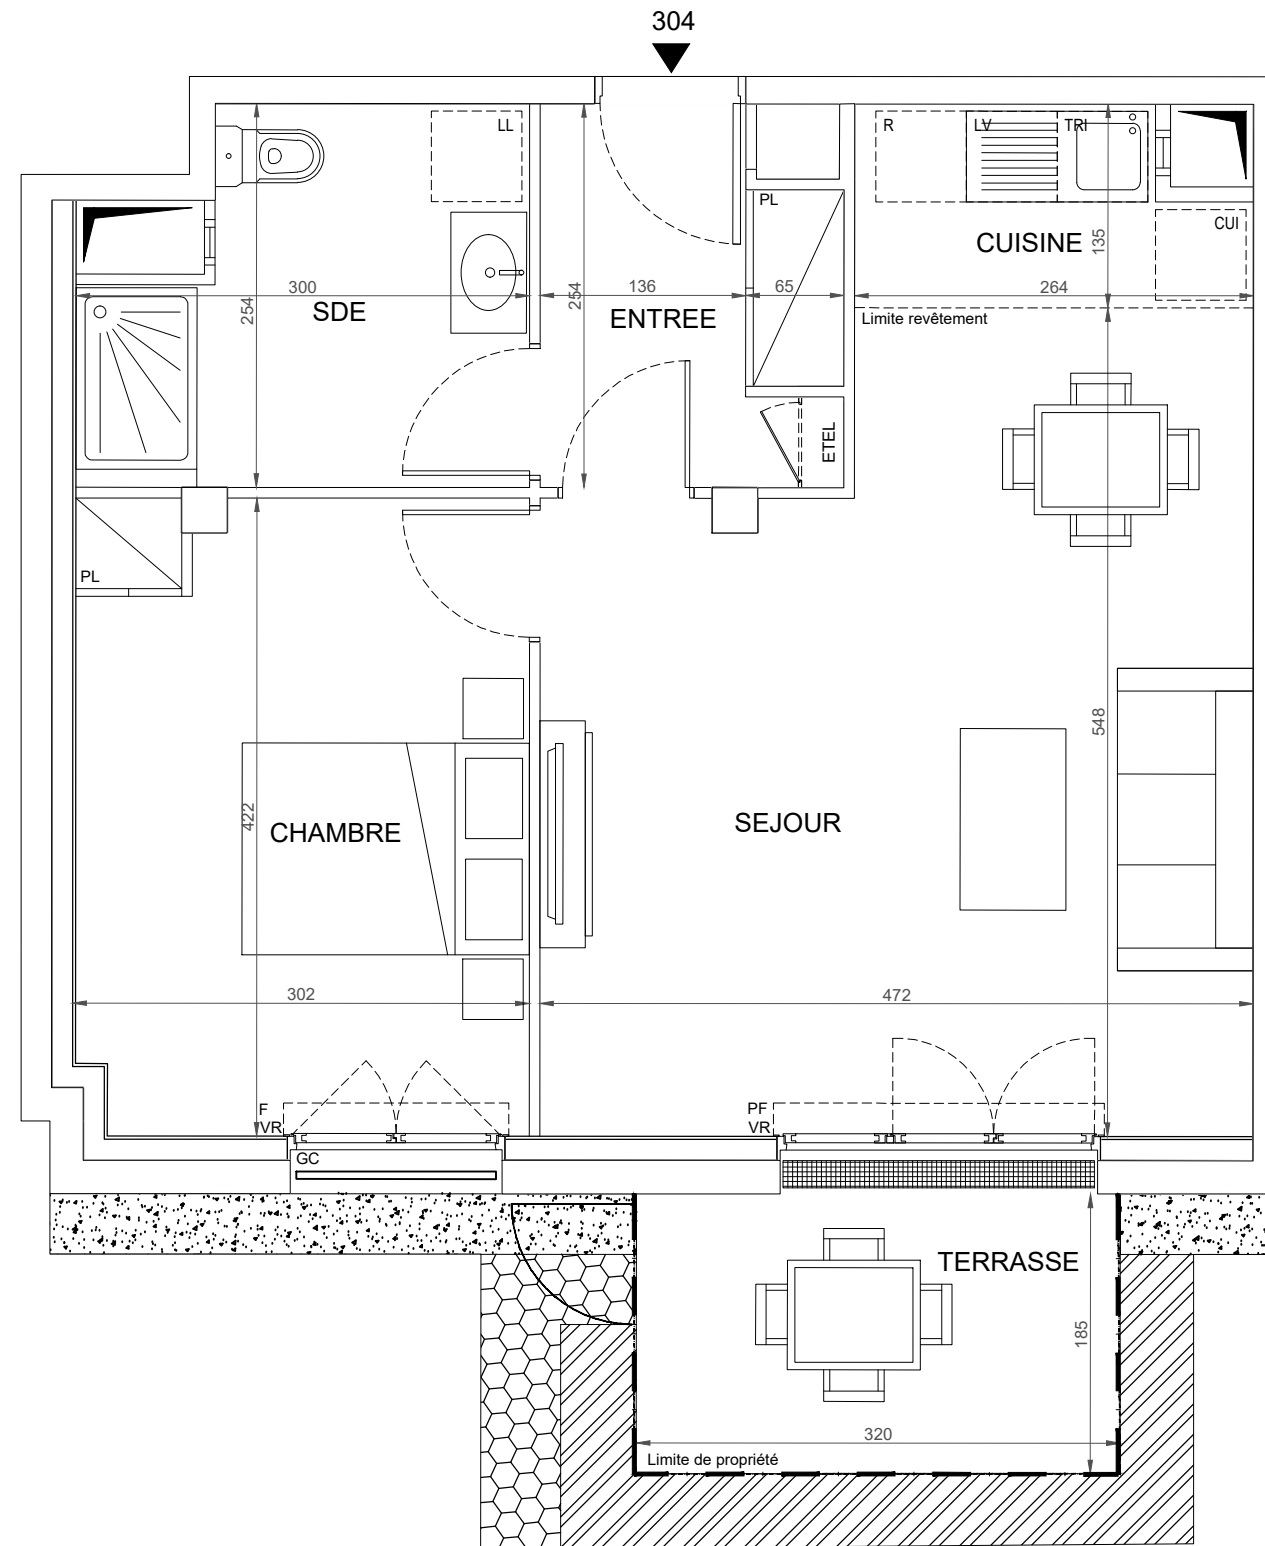 304
LL
R
LV
TRI
PL
CUI
CUISINE
135
254
300
SDE
254
136
ENTREE
65
264
Limite revêtement
ETEL
PL
548
422
CHAMBRE
SEJOUR
302
472
F
VR
PF
VR
GC
TERRASSE
185
320
Limite de propriété